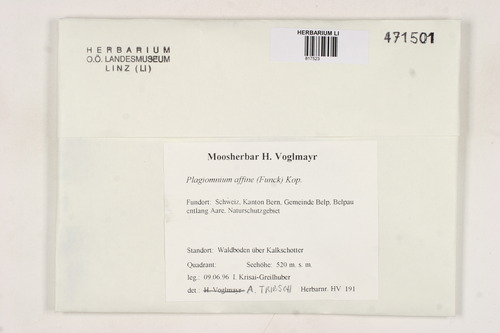 HERBARIUM
O.Ö. LANDESMUSEUM
LINZ (LI)
HERBARIUM LI
617523
471501
Moosherbar H. Voglmayr
Plagiomnium affine (Funck) Kop.
Fundort: Schweiz, Kanton Bern, Gemeinde Belp, Belpau
entlang Aare, Naturschutzgebiet
Standort: Waldboden über Kalkschotter
Quadrant: Seehöhe: 520 m. s. m.
leg.: 09.06.96 I. Krisai-Greilhuber
det.: H. Voglmayr A. TRIBSCH Herbarnr. HV 191